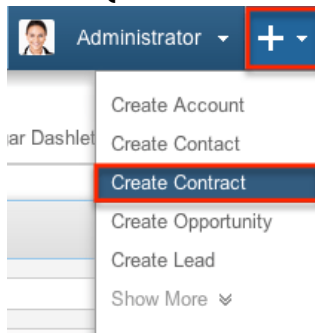 Administrator
Create Account
ar Dashlet
Create Contact
Create Contract
Create Opportunity
Create Lead
Show More